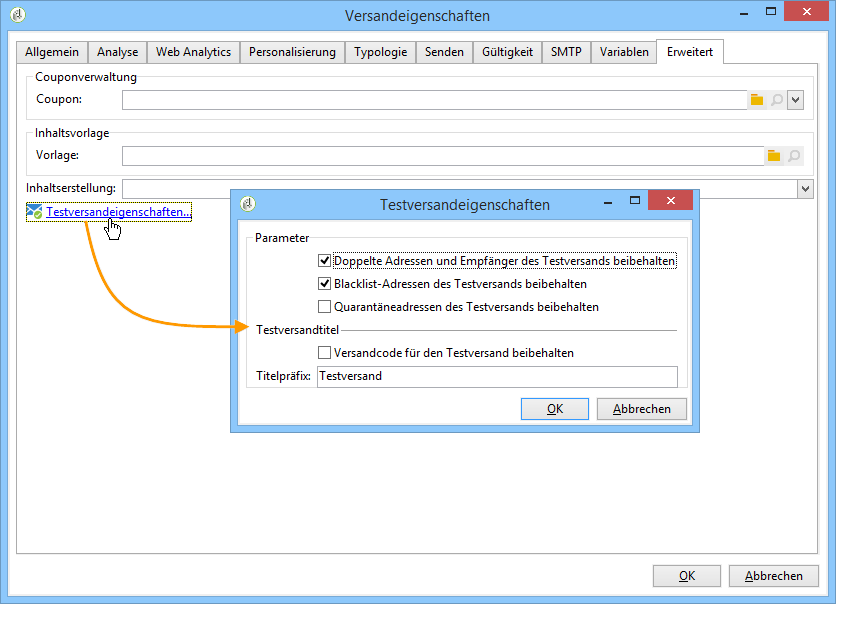 Versandeigenschaften
Allgemein Analyse Web Analytics Personalisierung Typologie Senden Gültigkeit SMTP Variablen Erweitert
Couponverwaltung
Coupon:
Inhaltsvorlage
Vorlage:
Inhaltserstellung:
Testversandeigenschaften...
Testversandeigenschaften
Parameter
Doppelte Adressen und Empfänger des Testversands beibehalten
Blacklist-Adressen des Testversands beibehalten
Quarantäneadressen des Testversands beibehalten
Testversandtitel
Versandcode für den Testversand beibehalten
Titelpräfix: Testversand
OK Abbrechen
OK Abbrechen